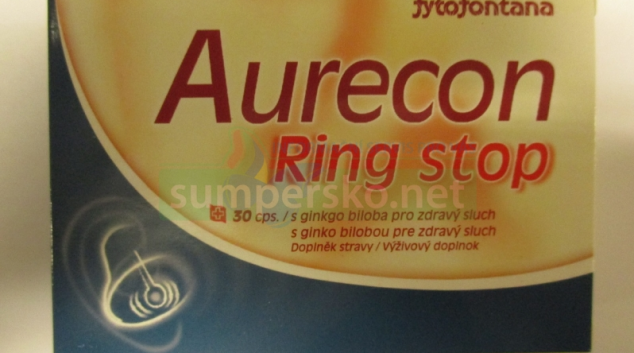 fytofontana
Aurecon
Ring stop
sumpersko.net
30 cps. / s ginkgo biloba pro zdravý sluch
s ginko bilobou pre zdravý sluch
Doplněk stravy / Výživový doplnok